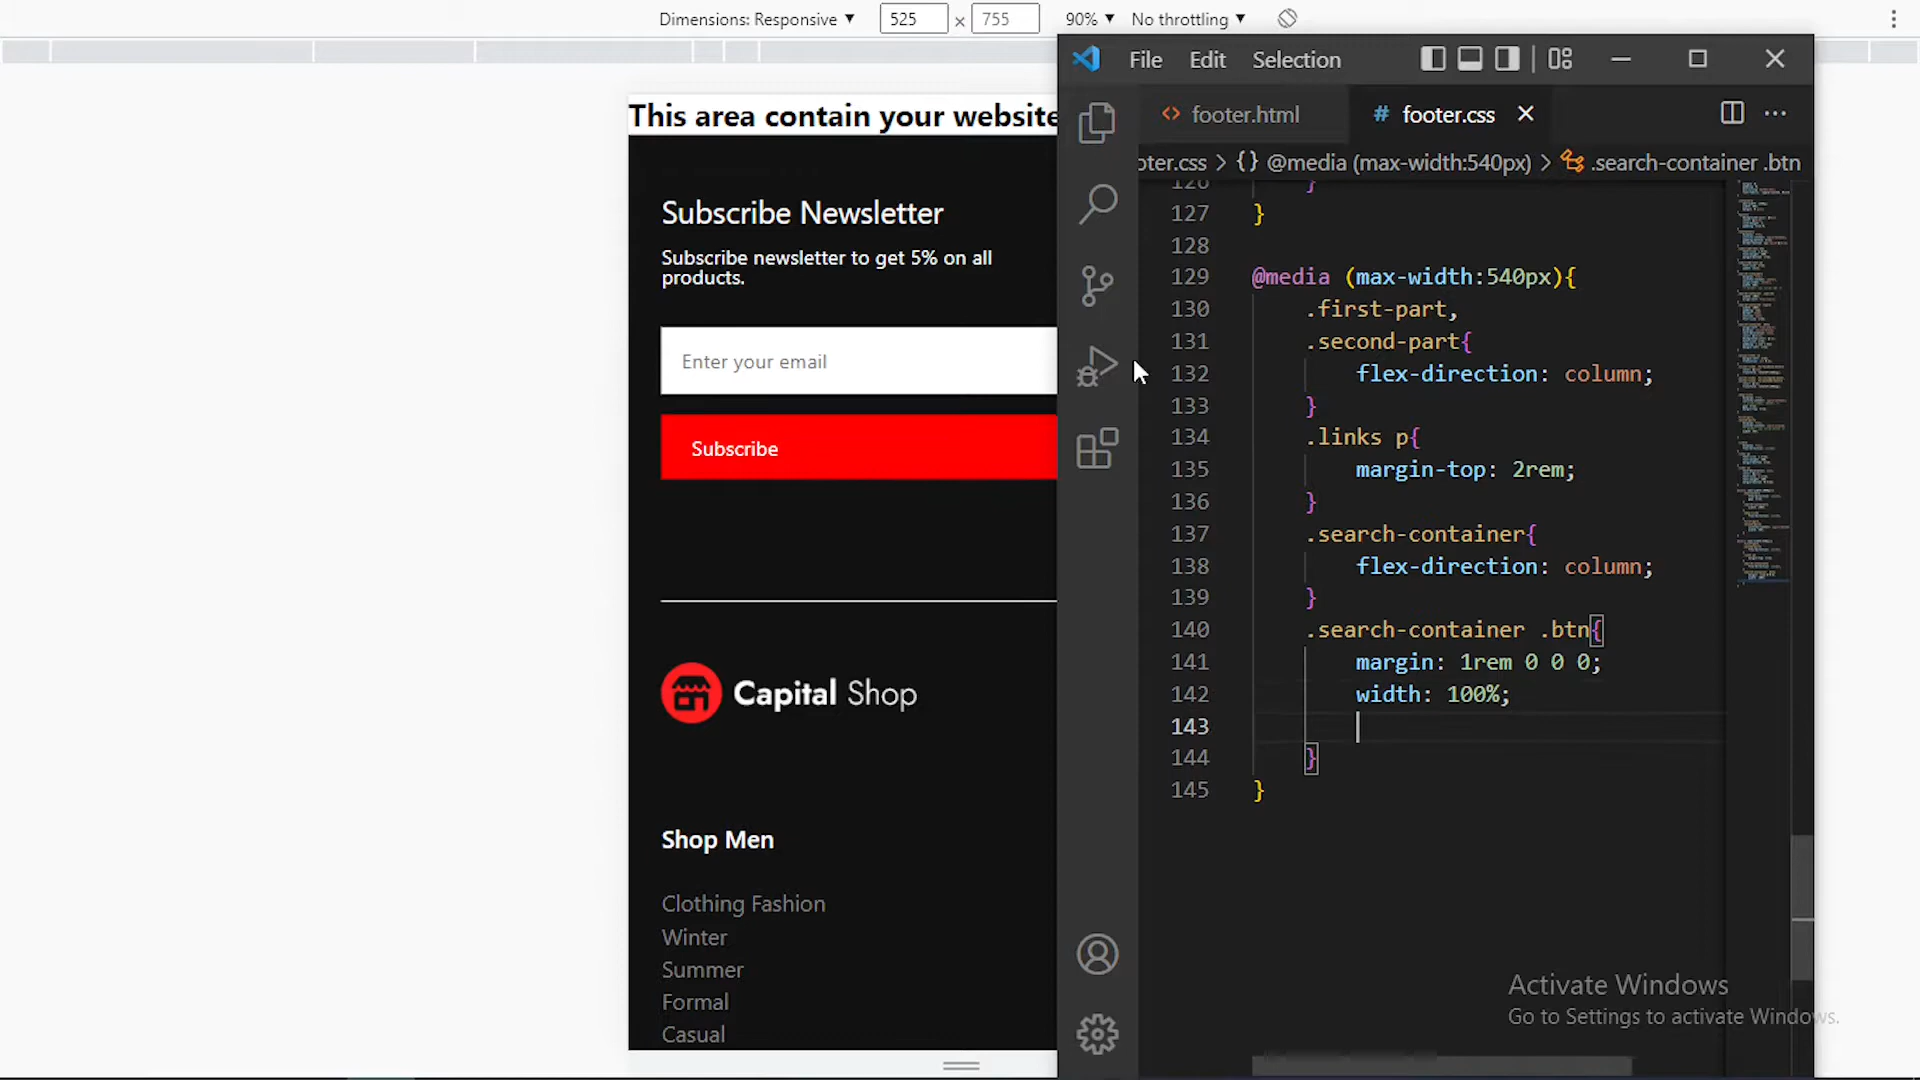 Dimensions: Responsive ▼ 525 × 755 90% ▼ No throttling ▼
This area contain your website
Subscribe Newsletter
Subscribe newsletter to get 5% on all
products.
Enter your email
Subscribe
Capital Shop
Shop Men
Clothing Fashion
Winter
Summer
Formal
Casual
File Edit Selection
footer.html # footer.css
oter.css > {} @media (max-width:540px) > .search-container .btn
126 }
127 }
128
129 @media (max-width:540px){
130 .first-part,
131 .second-part{
132 flex-direction: column;
133 }
134 .links p{
135 margin-top: 2rem;
136 }
137 .search-container{
138 flex-direction: column;
139 }
140 .search-container .btn{
141 margin: 1rem 0 0 0;
142 width: 100%;
143
144 }
145 }
Activate Windows
Go to Settings to activate Windows.